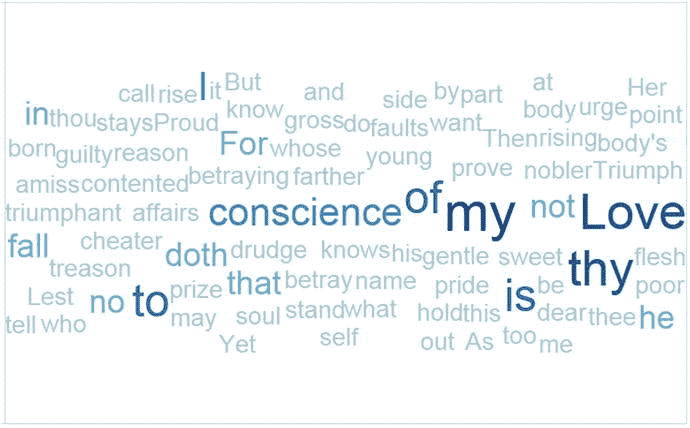 call rise I it But and side by part at Her
in thou stays Proud know gross do faults want body urge point
born guilty reason For whose young Then rising body's
amiss contented betraying farther prove nobler Triumph
triumphant affairs conscience of my not Love
fall cheater doth drudge knows his gentle sweet thy flesh
treason no to prize that betray name pride is be poor
Lest may soul stand what hold this dear thee he
tell who Yet self out As too me